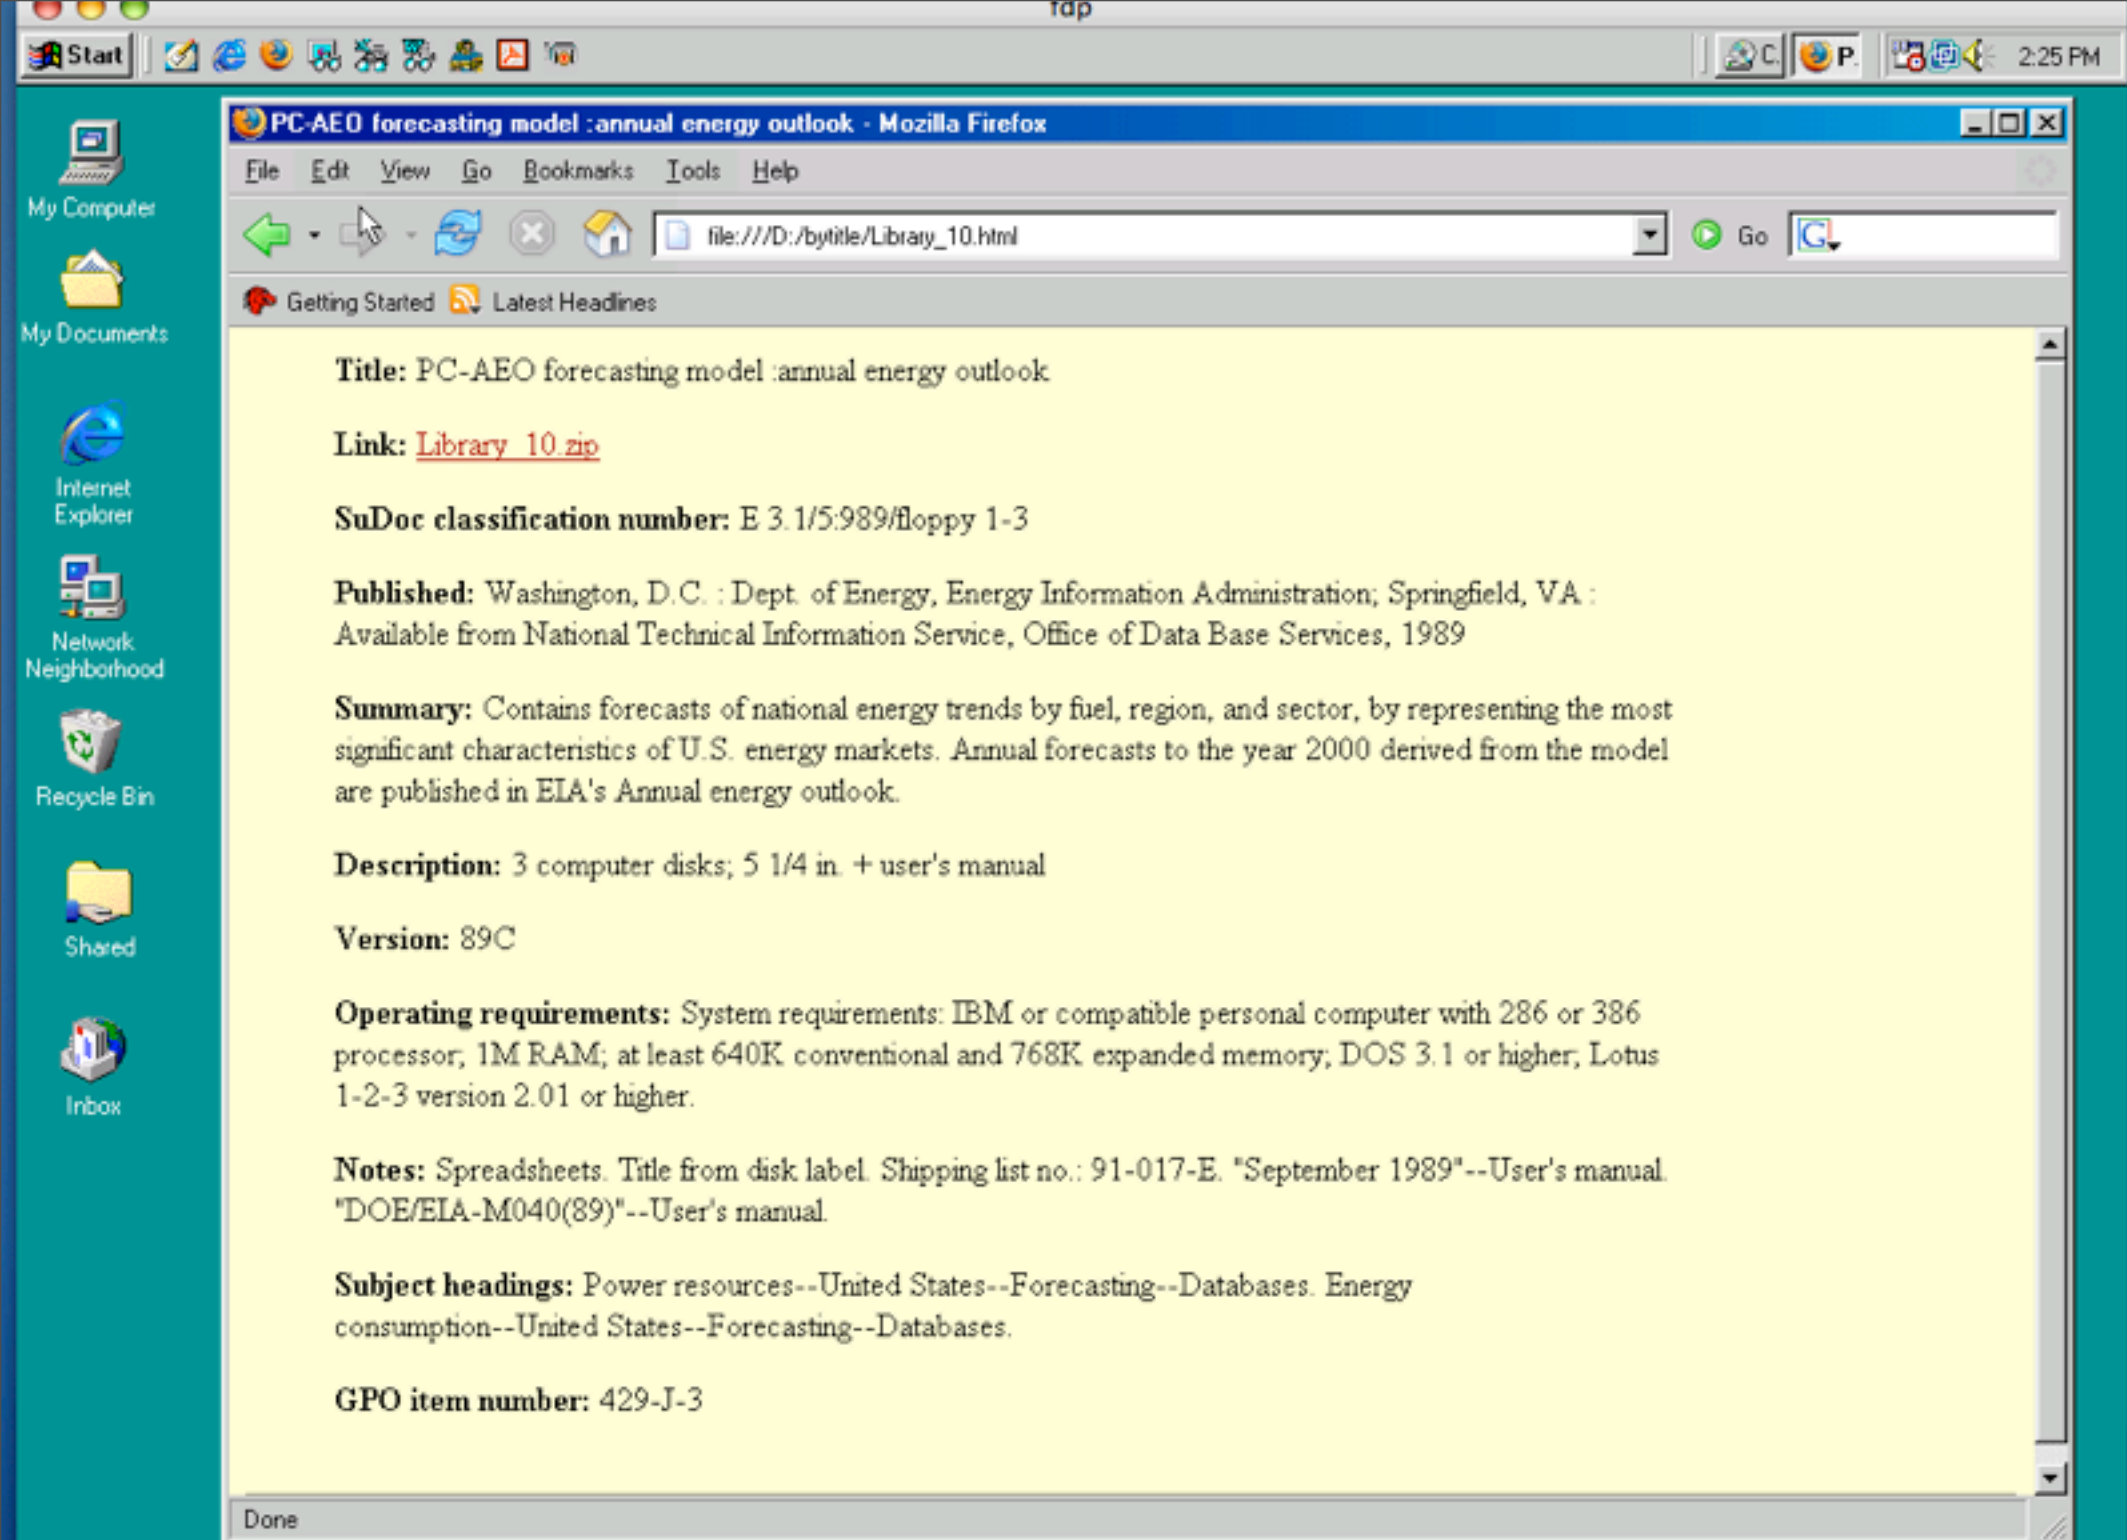 fdp
Start
C.
P.
2:25 PM
PC-AEO forecasting model :annual energy outlook - Mozilla Firefox
File Edit View Go Bookmarks Tools Help
file:///D:/bytitle/Library_10.html
Go
G
Getting Started Latest Headlines
My Computer
My Documents
Internet
Explorer
Network
Neighborhood
Recycle Bin
Shared
Inbox
Title: PC-AEO forecasting model :annual energy outlook
Link: Library_10.zip
SuDoc classification number: E 3.1/5:989/floppy 1-3
Published: Washington, D.C. : Dept. of Energy, Energy Information Administration; Springfield, VA :
Available from National Technical Information Service, Office of Data Base Services, 1989
Summary: Contains forecasts of national energy trends by fuel, region, and sector, by representing the most
significant characteristics of U.S. energy markets. Annual forecasts to the year 2000 derived from the model
are published in EIA's Annual energy outlook.
Description: 3 computer disks; 5 1/4 in. + user's manual
Version: 89C
Operating requirements: System requirements: IBM or compatible personal computer with 286 or 386
processor; 1M RAM; at least 640K conventional and 768K expanded memory; DOS 3.1 or higher; Lotus
1-2-3 version 2.01 or higher.
Notes: Spreadsheets. Title from disk label. Shipping list no.: 91-017-E. "September 1989"--User's manual.
"DOE/EIA-M040(89)"--User's manual.
Subject headings: Power resources--United States--Forecasting--Databases. Energy
consumption--United States--Forecasting--Databases.
GPO item number: 429-J-3
Done